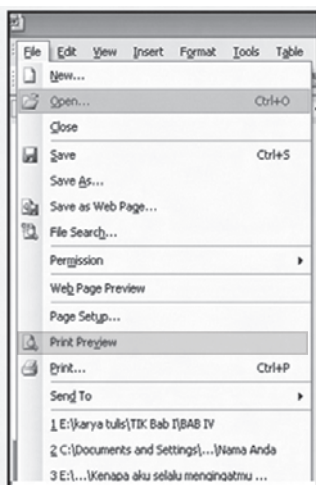 File Edit View Insert Format Tools Table
New...
Open... Ctrl+O
Close
Save Ctrl+S
Save As...
Save as Web Page...
File Search...
Permission
Web Page Preview
Page Setup...
Print Preview
Print... Ctrl+P
Send To
1 E:\karya tulis\TIK Bab I\BAB IV
2 C:\Documents and Settings\...\Nama Anda
3 E:\...\Kenapa aku selalu mengingatmu ...